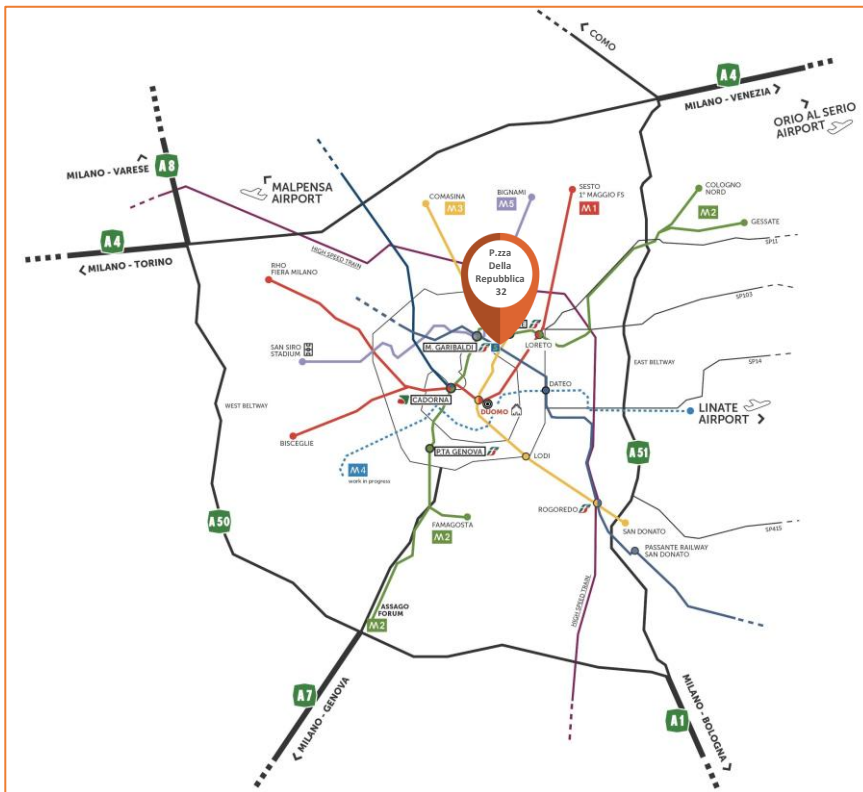 COMO
A4
MILANO - VENEZIA
ORIO AL SERIO
AIRPORT
A8
MILANO - VARESE
MALPENSA
AIRPORT
A4
MILANO - TORINO
HIGH SPEED TRAIN
COMASINA
M3
BIGNAMI
M5
SESTO
1° MAGGIO FS
M1
COLOGNO
NORD
M2
GESSATE
SP11
P.zza
Della
Repubblica
32
RHO
FIERA MILANO
SP103
M. GARIBALDI
LORETO
SAN SIRO
STADIUM
EAST BELTWAY
SP14
DATEO
WEST BELTWAY
CADORNA
DUOMO
LINATE
AIRPORT
BISCEGLIE
P.TA GENOVA
LODI
A51
M4
work in progress
ROGOREDO
A50
FAMAGOSTA
M2
SAN DONATO
SP415
PASSANTE RAILWAY
SAN DONATO
HIGH SPEED TRAIN
ASSAGO
FORUM
M2
A7
MILANO - GENOVA
A1
MILANO - BOLOGNA